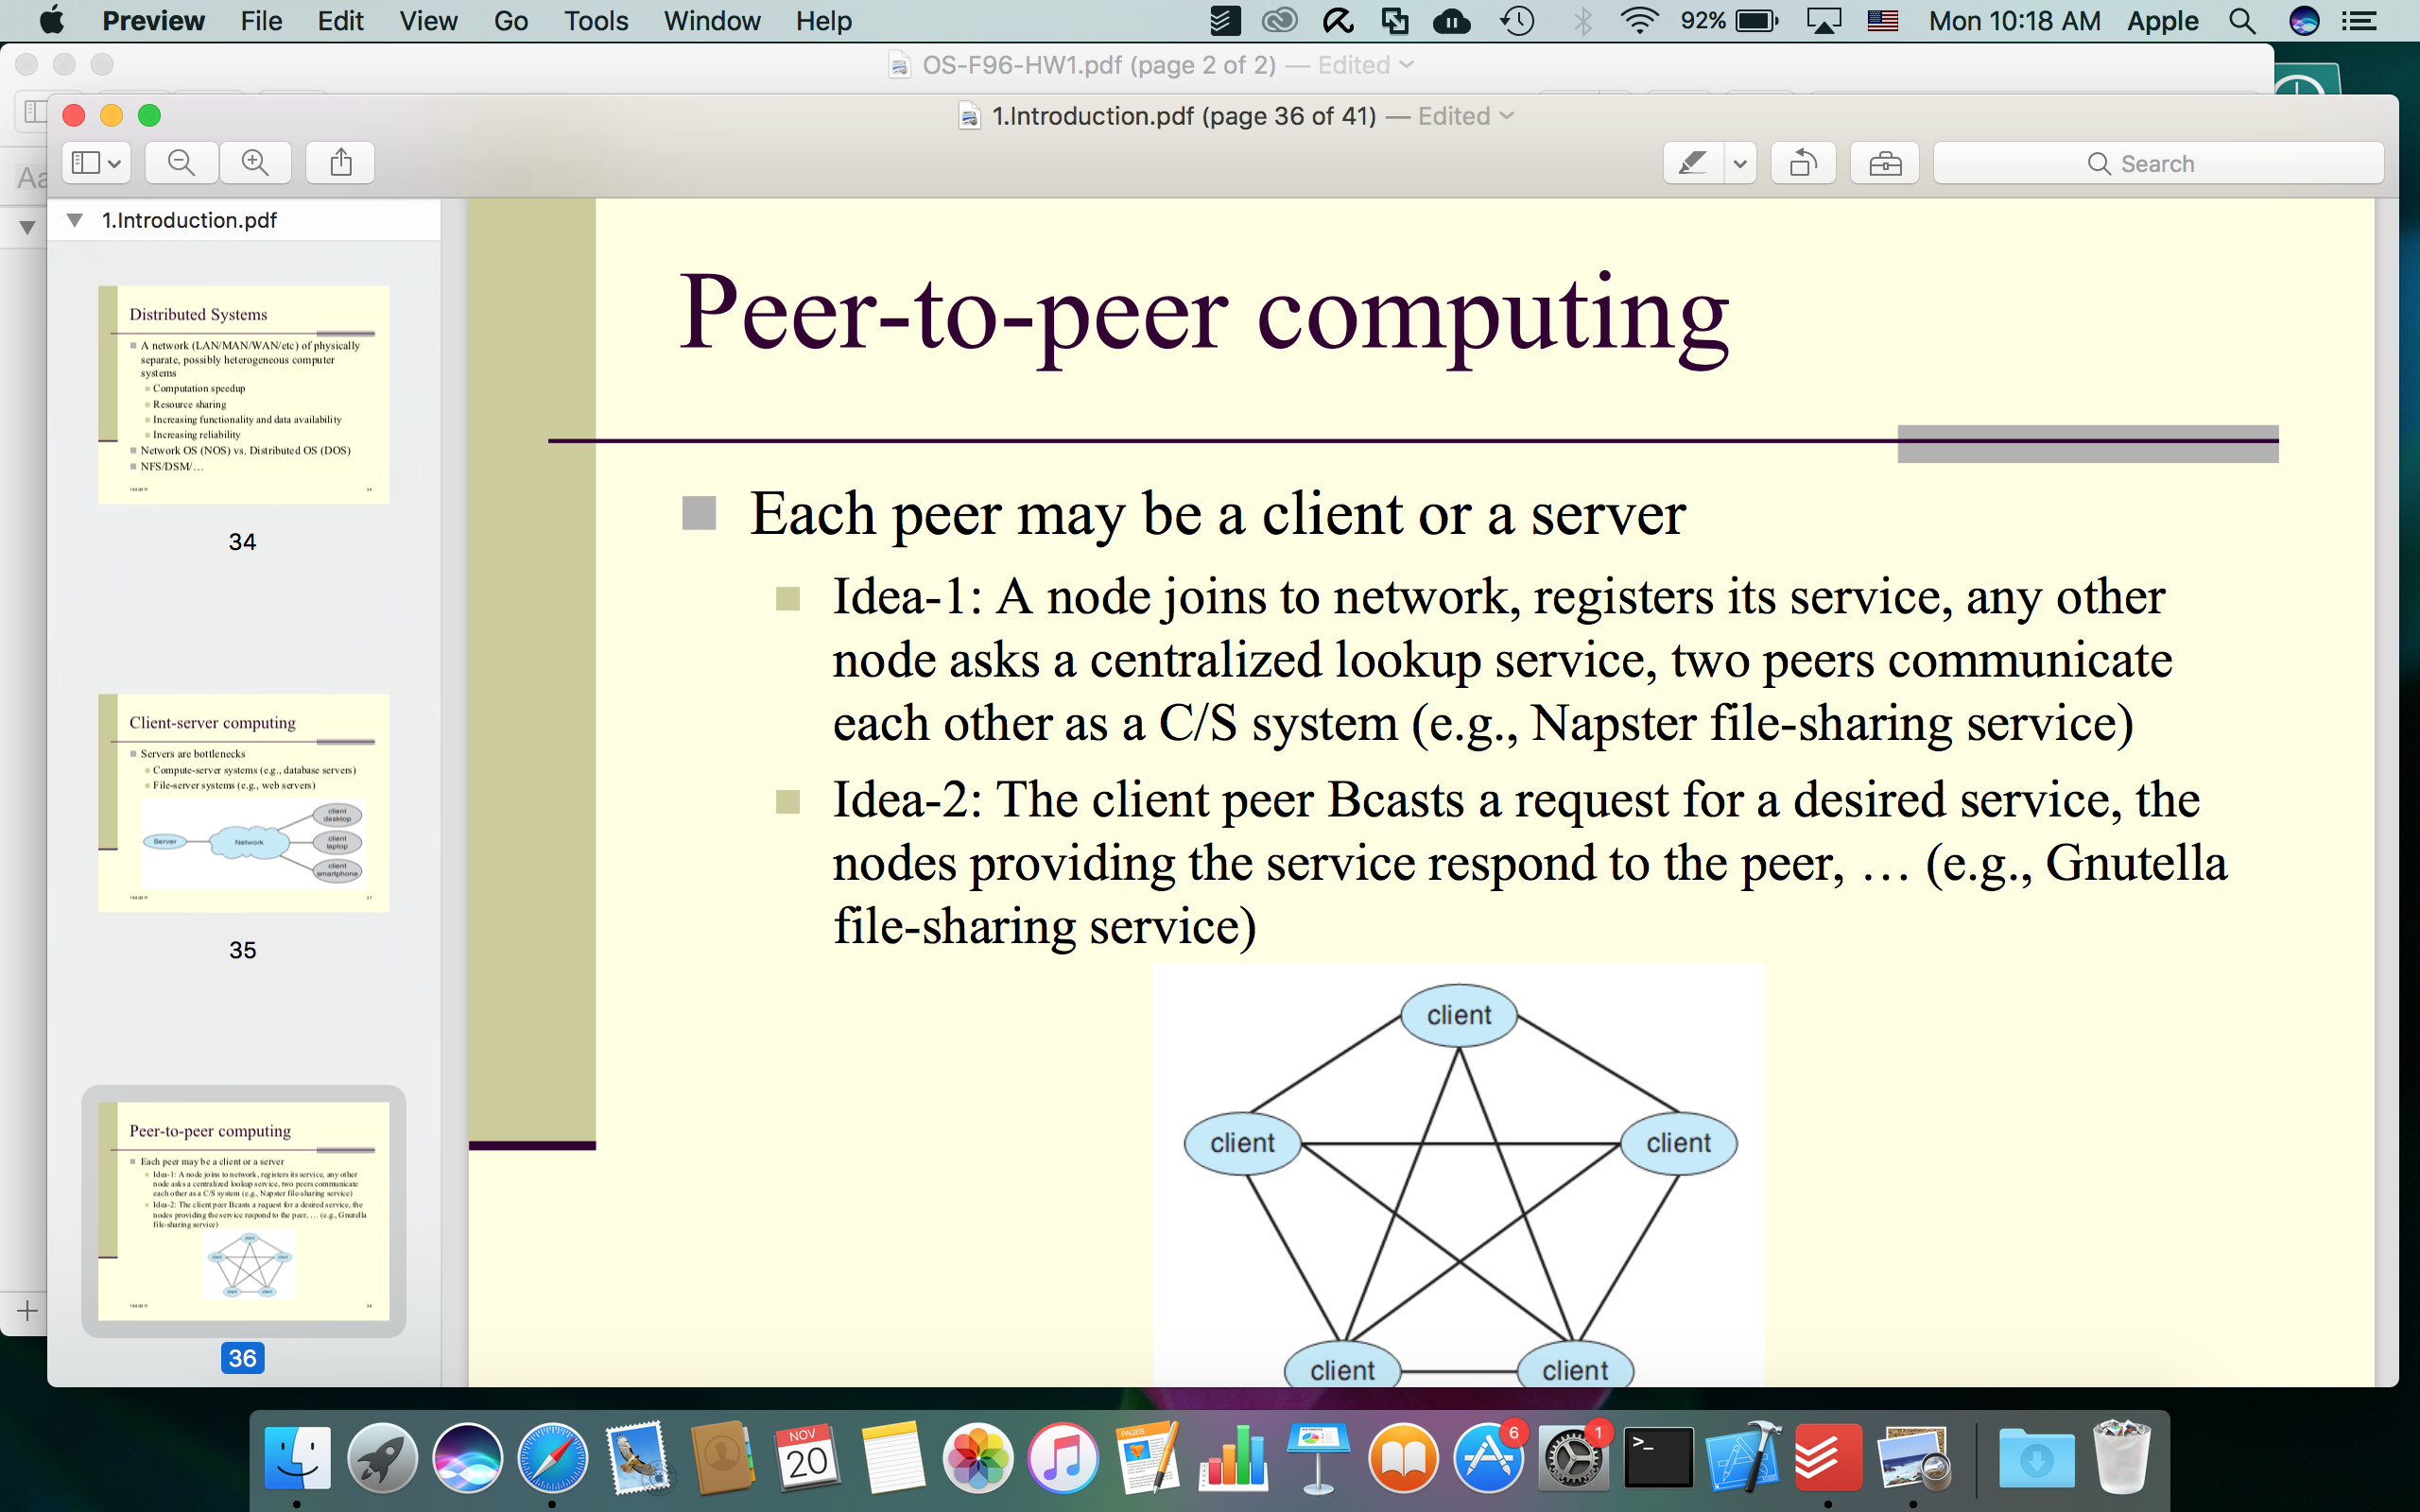 Preview File Edit View Go Tools Window Help 92% Mon 10:18 AM Apple
OS-F96-HW1.pdf (page 2 of 2) — Edited
1.Introduction.pdf (page 36 of 41) — Edited
Search
1.Introduction.pdf
Distributed Systems
A network (LAN/MAN/WAN/etc) of physically
separate, possibly heterogeneous computer
systems
Computation speedup
Resource sharing
Increasing functionality and data availability
Increasing reliability
Network OS (NOS) vs. Distributed OS (DOS)
NFS/DSM/…
34
Client-server computing
Servers are bottlenecks
Compute-server systems (e.g., database servers)
File-server systems (e.g., web servers)
Server
Network
client
desktop
client
laptop
client
smartphone
35
Peer-to-peer computing
Each peer may be a client or a server
Idea-1: A node joins to network, registers its service, any other
node asks a centralized lookup service, two peers communicate
each other as a C/S system (e.g., Napster file-sharing service)
Idea-2: The client peer Bcasts a request for a desired service, the
nodes providing the service respond to the peer, … (e.g., Gnutella
file-sharing service)
client
client
client
client
client
36
Peer-to-peer computing
Each peer may be a client or a server
Idea-1: A node joins to network, registers its service, any other
node asks a centralized lookup service, two peers communicate
each other as a C/S system (e.g., Napster file-sharing service)
Idea-2: The client peer Bcasts a request for a desired service, the
nodes providing the service respond to the peer, … (e.g., Gnutella
file-sharing service)
client
client
client
client
client
NOV
20
PAGES
6
1
>_